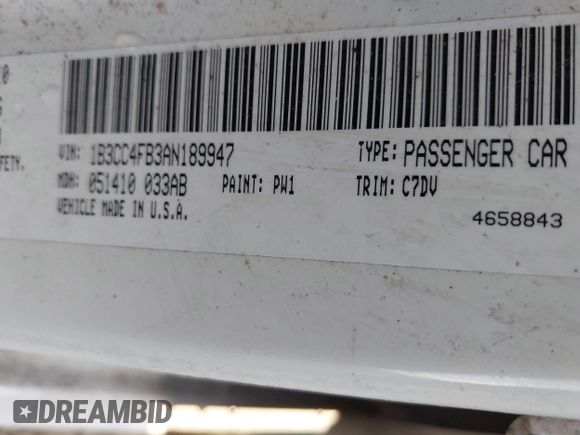 VIN: 1B3CC4FB3AN189947
TYPE: PASSENGER CAR
MDH: 051410 033AB
PAINT: PW1
TRIM: C7DV
VEHICLE MADE IN U.S.A.
4658843
DREAMBID